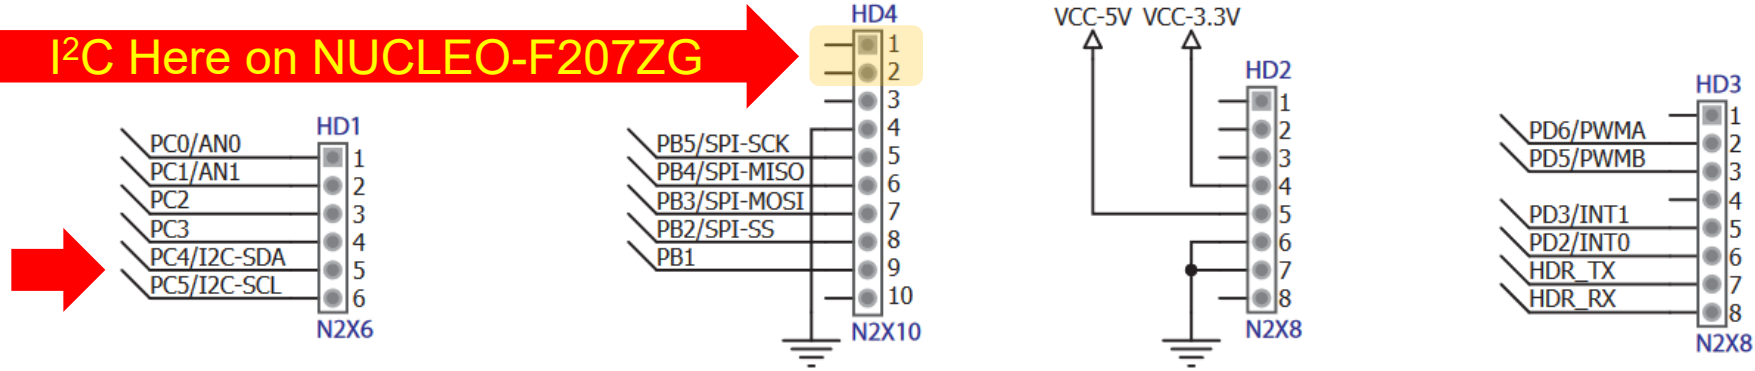 I²C Here on NUCLEO-F207ZG
HD1
PC0/AN0 1
PC1/AN1 2
PC2 3
PC3 4
PC4/I2C-SDA 5
PC5/I2C-SCL 6
N2X6
HD4
1
2
3
4
PB5/SPI-SCK 5
PB4/SPI-MISO 6
PB3/SPI-MOSI 7
PB2/SPI-SS 8
PB1 9
10
N2X10
VCC-5V VCC-3.3V
HD2
1
2
3
4
5
6
7
8
N2X8
HD3
1
PD6/PWMA 2
PD5/PWMB 3
4
PD3/INT1 5
PD2/INT0 6
HDR_TX 7
HDR_RX 8
N2X8